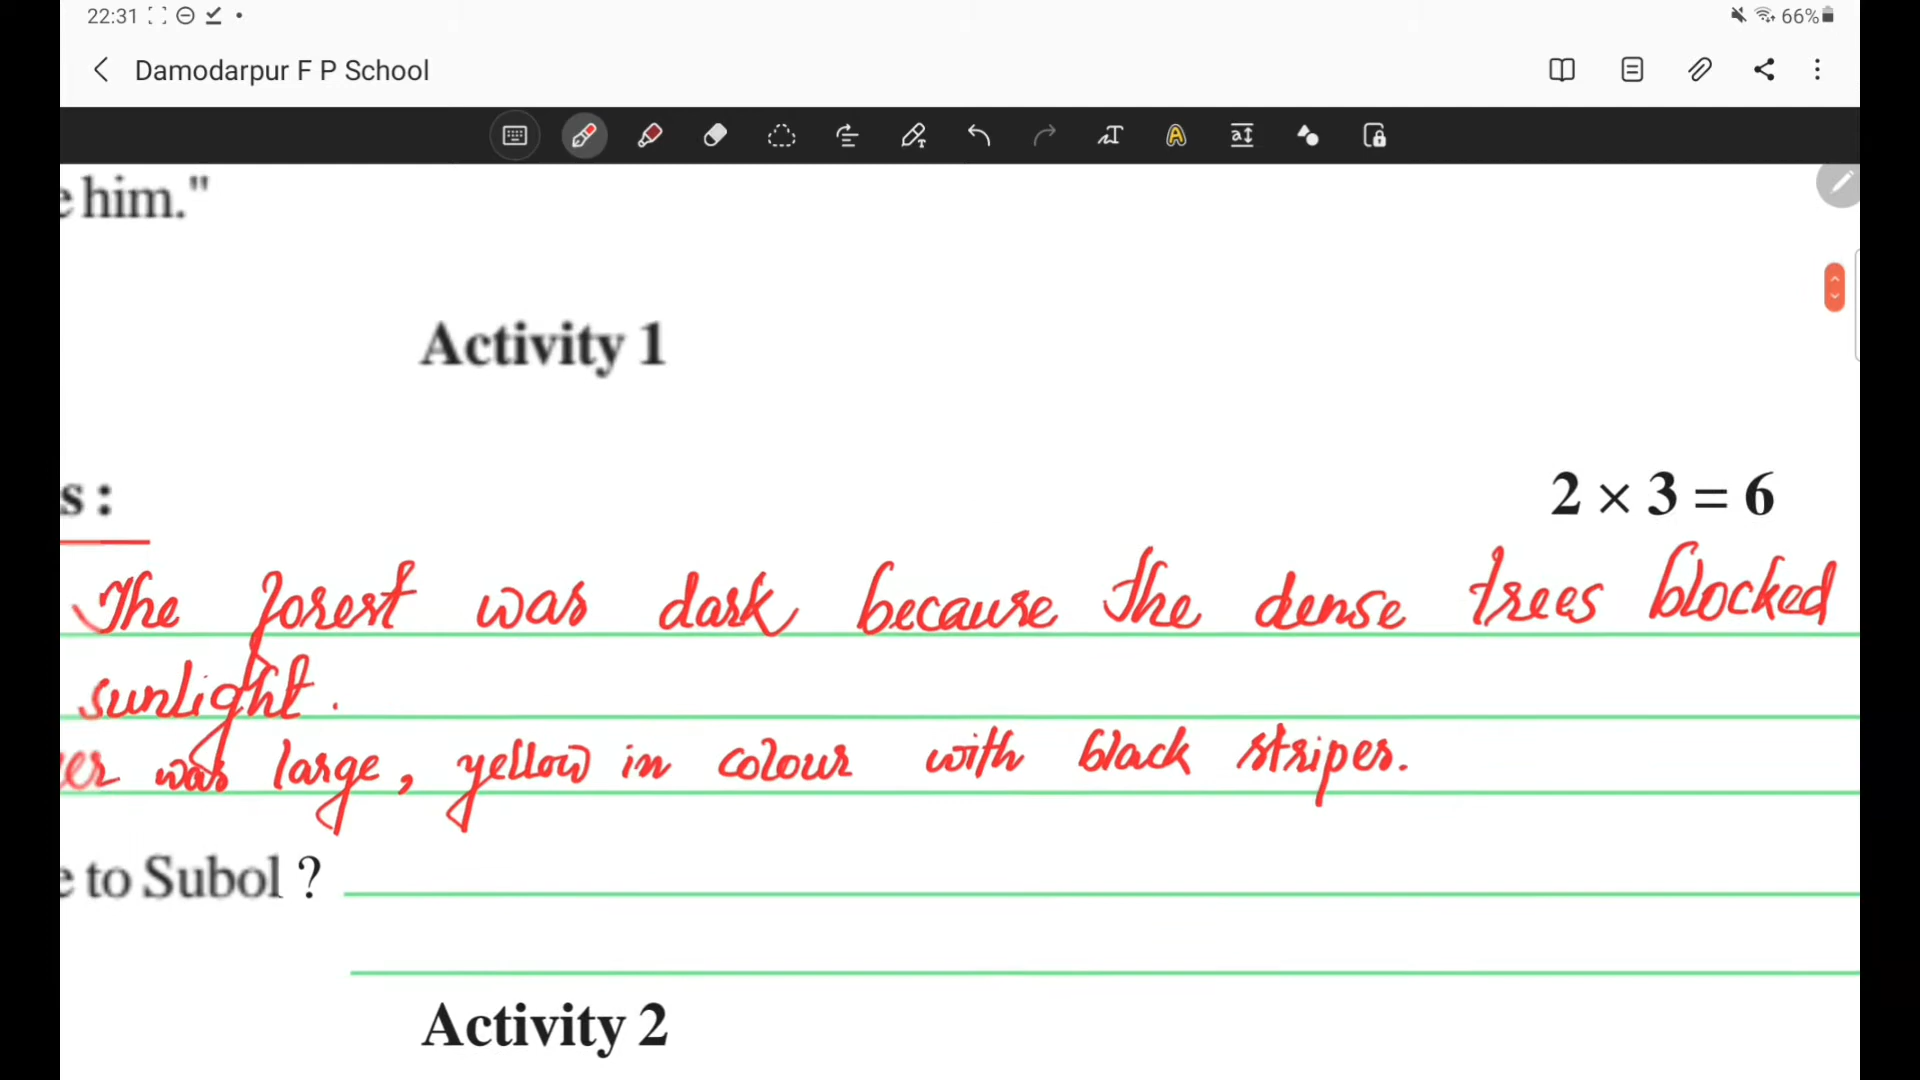 22:31 66%
Damodarpur F P School
him."
Activity 1
s :
2 × 3 = 6
The forest was dark because the dense trees blocked
sunlight.
er was large, yellow in colour with black stripes.
e to Subol ?
Activity 2